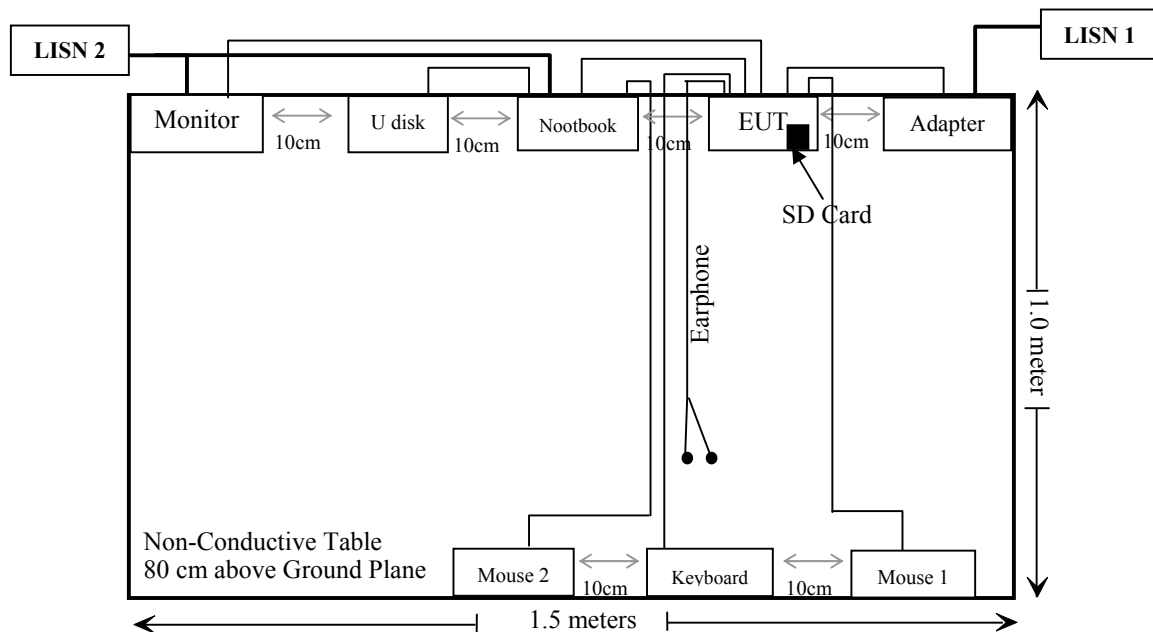 LISN 2
LISN 1
Monitor
U disk
Nootbook
EUT
Adapter
10cm
10cm
10cm
10cm
SD Card
Earphone
1.0 meter
Non-Conductive Table
80 cm above Ground Plane
Mouse 2
Keyboard
Mouse 1
10cm
10cm
1.5 meters